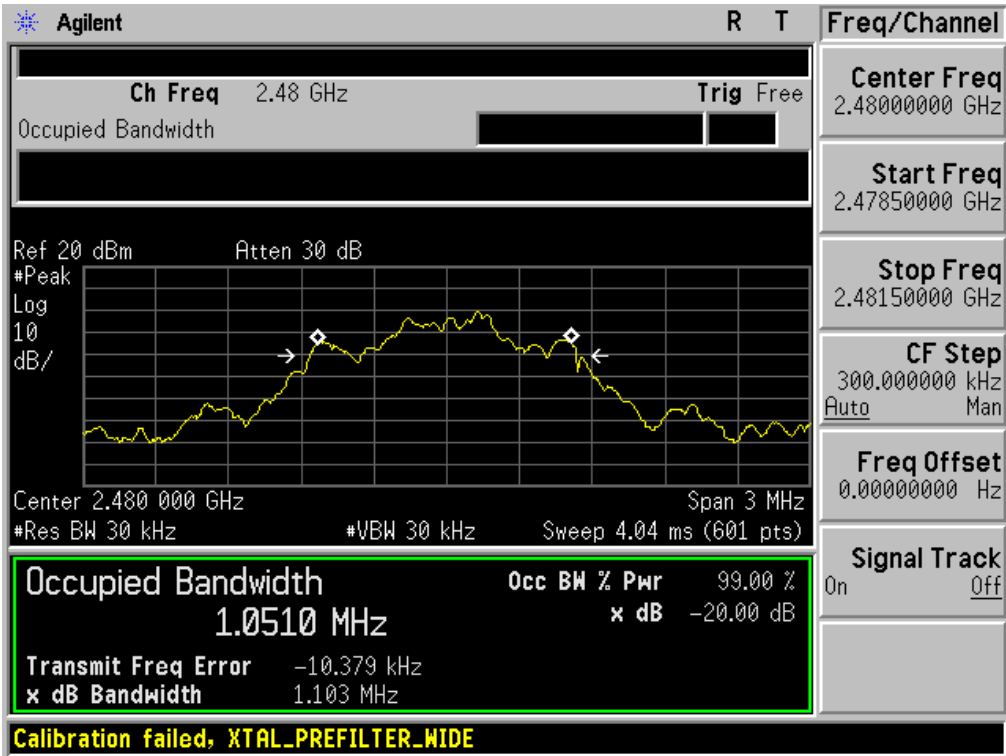 Agilent R T Freq/Channel
Ch Freq 2.48 GHz Trig Free
Occupied Bandwidth
Center Freq
2.48000000 GHz
Start Freq
2.47850000 GHz
Ref 20 dBm Atten 30 dB
#Peak
Log
10
dB/
Stop Freq
2.48150000 GHz
CF Step
300.000000 kHz
Auto Man
Freq Offset
0.00000000 Hz
Center 2.480 000 GHz Span 3 MHz
#Res BW 30 kHz #VBW 30 kHz Sweep 4.04 ms (601 pts)
Signal Track
On Off
Occupied Bandwidth Occ BW % Pwr 99.00 %
1.0510 MHz x dB -20.00 dB
Transmit Freq Error -10.379 kHz
x dB Bandwidth 1.103 MHz
Calibration failed, XTAL_PREFILTER_WIDE